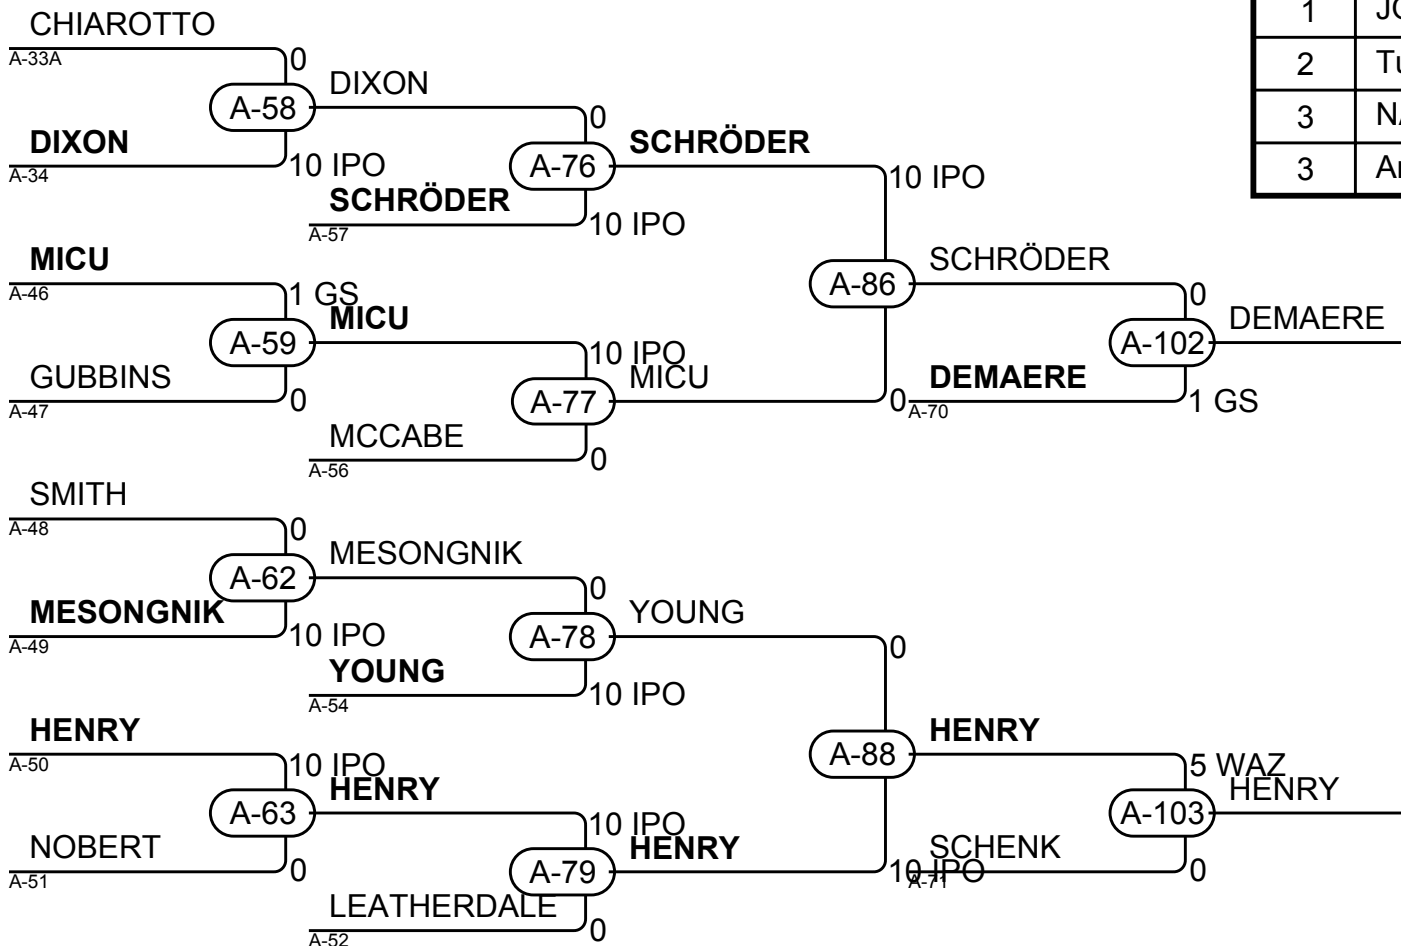 CHIAROTTO
A-33A
0
A-58
DIXON
A-34
10 IPO
DIXON
0
A-76
SCHRÖDER
A-57
10 IPO
SCHRÖDER
10 IPO
MICU
A-46
1 GS
A-59
GUBBINS
A-47
0
MICU
10 IPO
A-77
MCCABE
A-56
0
MICU
0
A-86
SCHRÖDER
0
A-102
DEMAERE
A-70
1 GS
DEMAERE
SMITH
A-48
0
A-62
MESONGNIK
A-49
10 IPO
MESONGNIK
0
A-78
YOUNG
A-54
10 IPO
YOUNG
0
A-88
HENRY
A-50
10 IPO
A-63
NOBERT
A-51
0
HENRY
10 IPO
A-79
LEATHERDALE
A-52
0
HENRY
10 IPO
HENRY
5 WAZ
A-103
SCHENK
A-71
0
HENRY
1
2
3
3